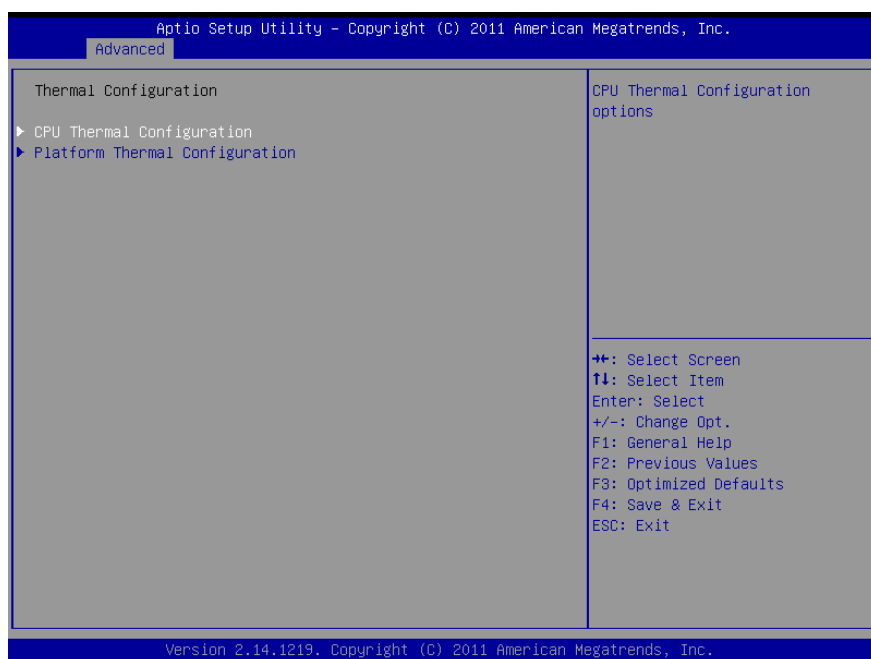 Aptio Setup Utility – Copyright (C) 2011 American Megatrends, Inc.
Advanced
Thermal Configuration
CPU Thermal Configuration
Platform Thermal Configuration
CPU Thermal Configuration
options
→←: Select Screen
↑↓: Select Item
Enter: Select
+/-: Change Opt.
F1: General Help
F2: Previous Values
F3: Optimized Defaults
F4: Save & Exit
ESC: Exit
Version 2.14.1219. Copyright (C) 2011 American Megatrends, Inc.